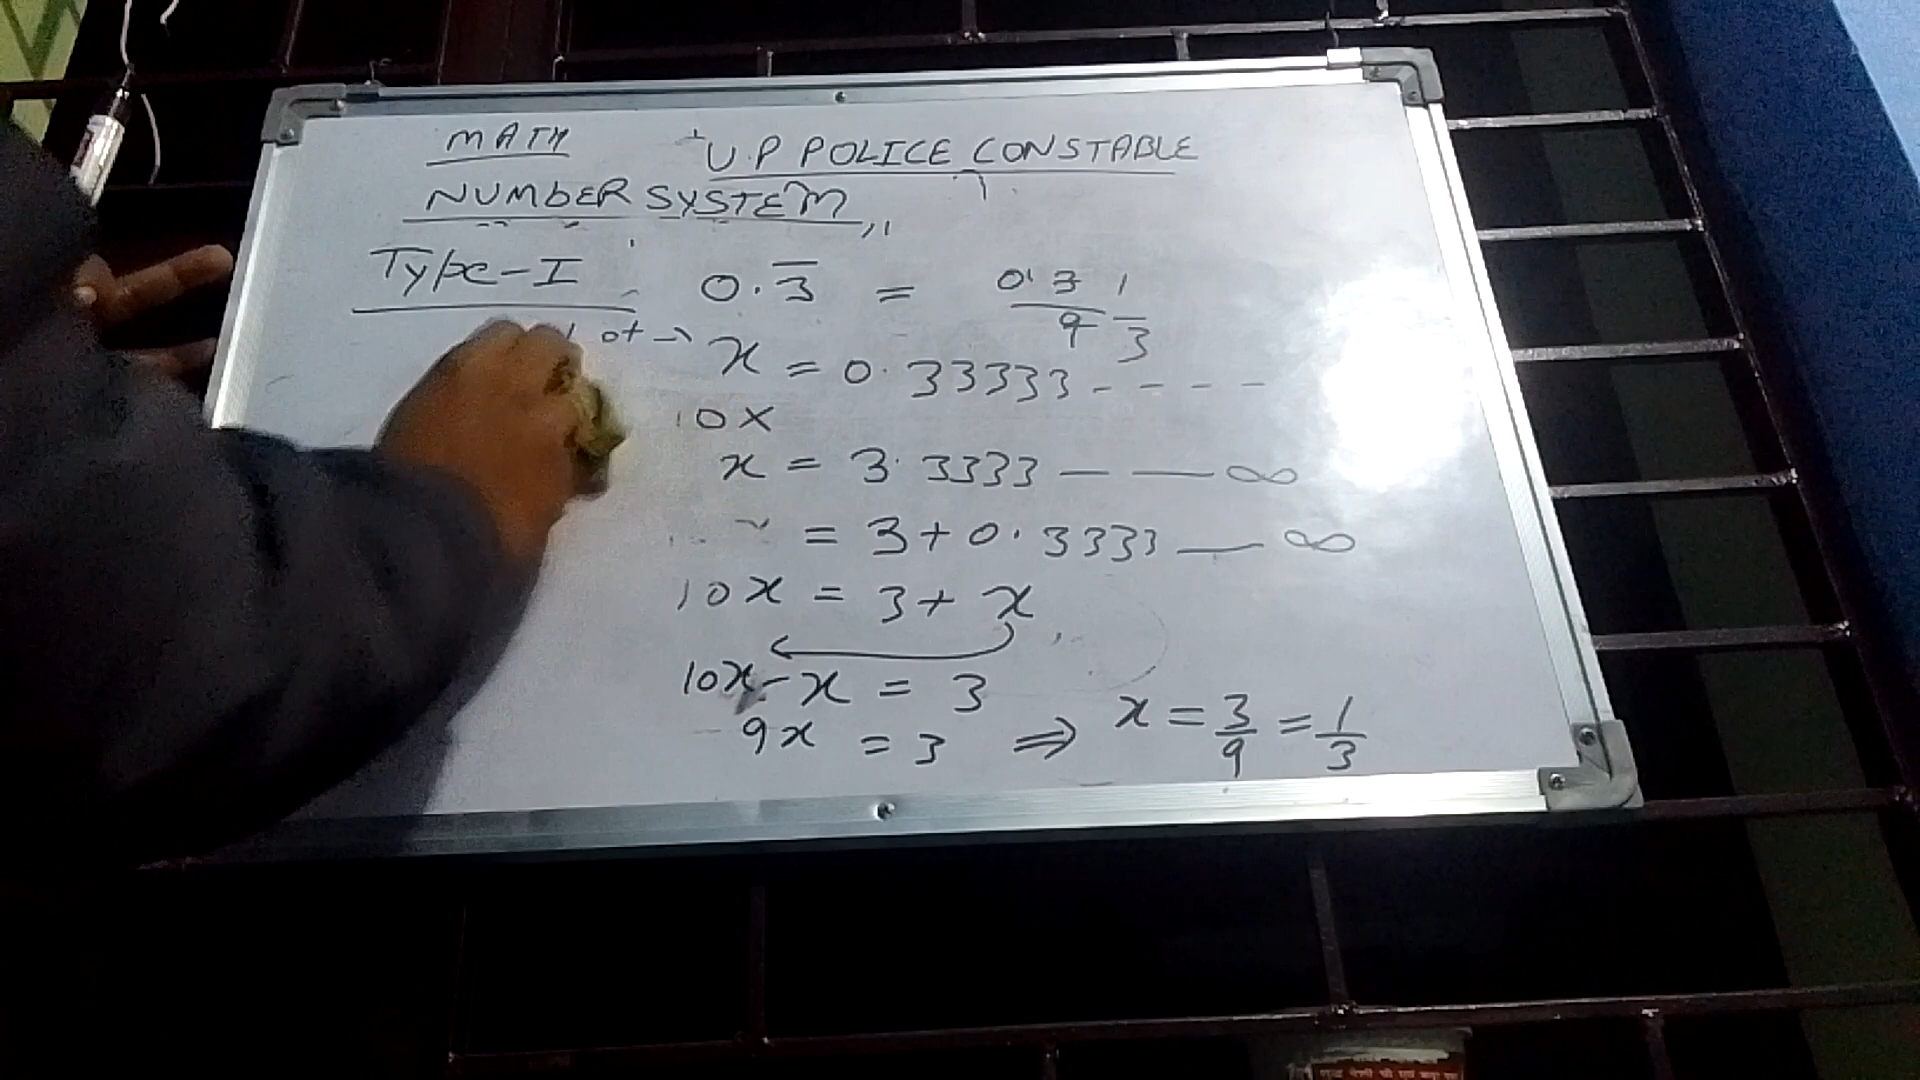 MATH U.P POLICE CONSTABLE
NUMBER SYSTEM
Type-I 0.3̅ = 0.3/9 1/3
x = 0.33333----
10x
x = 3.3333——∞
= 3+0.3333—∞
10x = 3+x
10x-x = 3
9x = 3 ⇒ x = 3/9 = 1/3